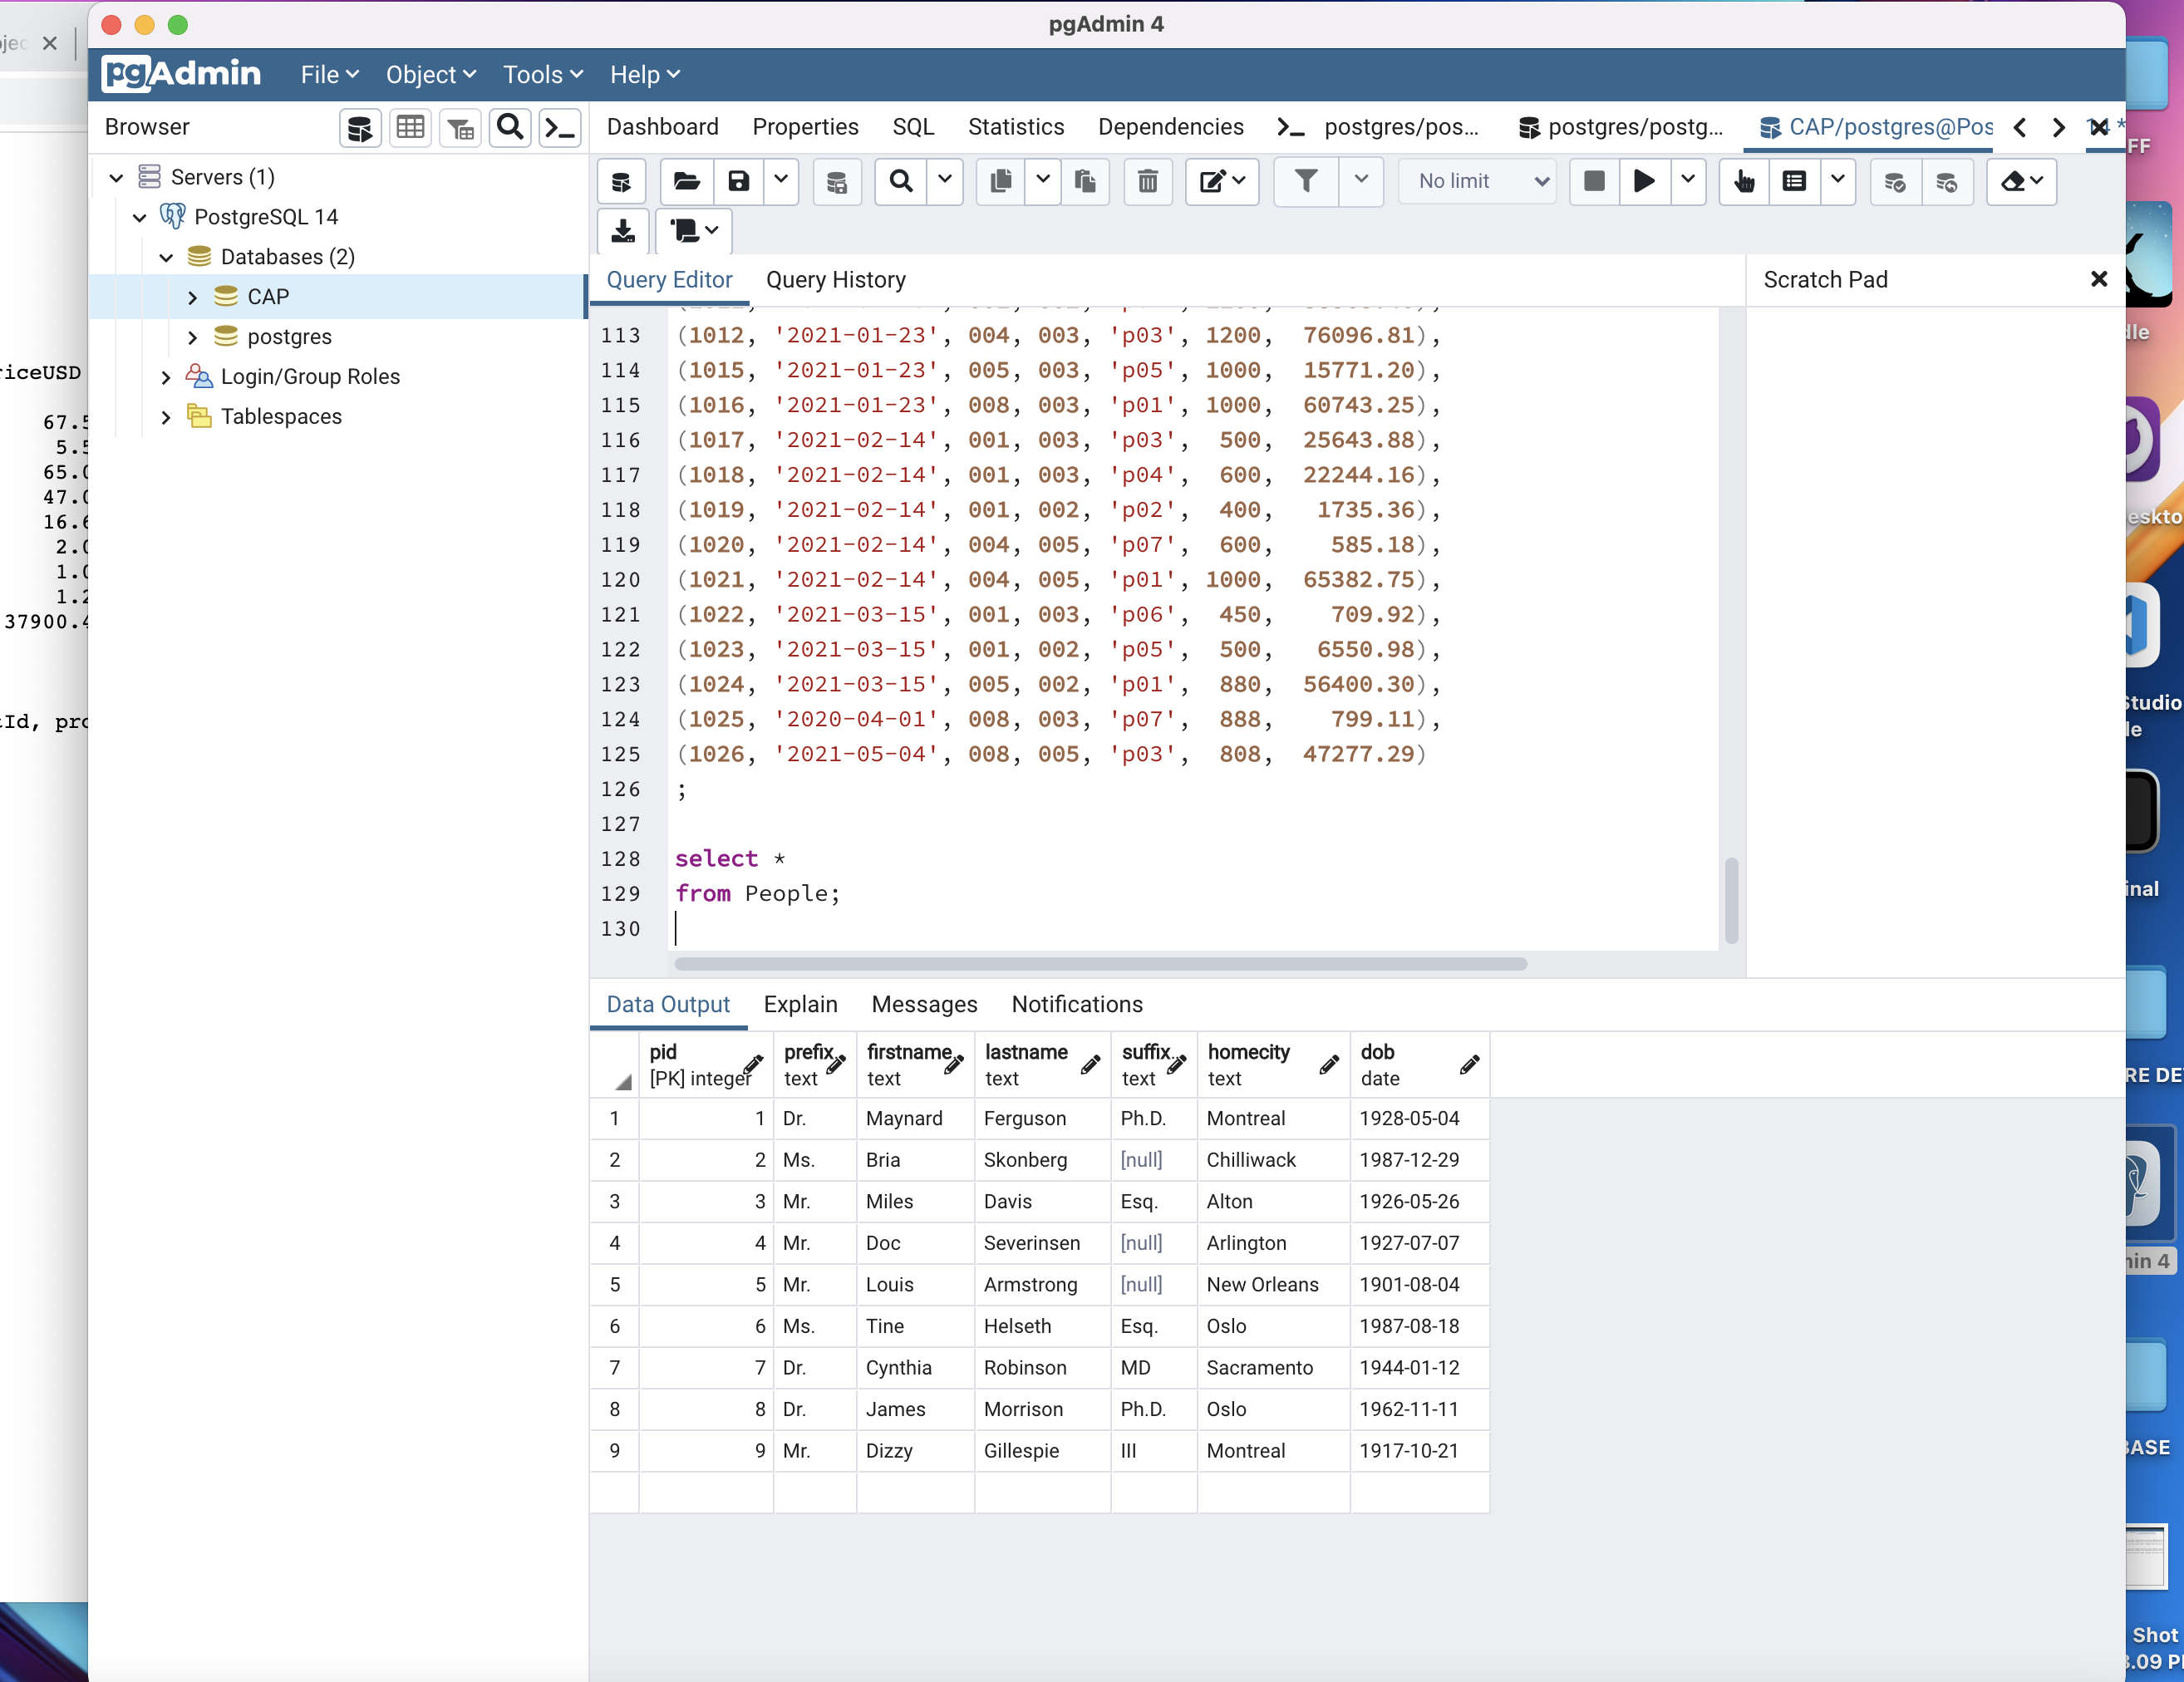 pgAdmin 4
pgAdmin File Object Tools Help
Browser
Dashboard Properties SQL Statistics Dependencies postgres/pos... postgres/postg... CAP/postgres@Pos
Servers (1)
PostgreSQL 14
Databases (2)
CAP
postgres
Login/Group Roles
Tablespaces
No limit
Query Editor Query History
Scratch Pad
113 (1012, '2021-01-23', 004, 003, 'p03', 1200, 76096.81),
114 (1015, '2021-01-23', 005, 003, 'p05', 1000, 15771.20),
115 (1016, '2021-01-23', 008, 003, 'p01', 1000, 60743.25),
116 (1017, '2021-02-14', 001, 003, 'p03', 500, 25643.88),
117 (1018, '2021-02-14', 001, 003, 'p04', 600, 22244.16),
118 (1019, '2021-02-14', 001, 002, 'p02', 400, 1735.36),
119 (1020, '2021-02-14', 004, 005, 'p07', 600, 585.18),
120 (1021, '2021-02-14', 004, 005, 'p01', 1000, 65382.75),
121 (1022, '2021-03-15', 001, 003, 'p06', 450, 709.92),
122 (1023, '2021-03-15', 001, 002, 'p05', 500, 6550.98),
123 (1024, '2021-03-15', 005, 002, 'p01', 880, 56400.30),
124 (1025, '2020-04-01', 008, 003, 'p07', 888, 799.11),
125 (1026, '2021-05-04', 008, 005, 'p03', 808, 47277.29)
126 ;
127
128 select *
129 from People;
130
Data Output Explain Messages Notifications
pid prefix firstname lastname suffix homecity dob
[PK] integer text text text text text date
1 1 Dr. Maynard Ferguson Ph.D. Montreal 1928-05-04
2 2 Ms. Bria Skonberg [null] Chilliwack 1987-12-29
3 3 Mr. Miles Davis Esq. Alton 1926-05-26
4 4 Mr. Doc Severinsen [null] Arlington 1927-07-07
5 5 Mr. Louis Armstrong [null] New Orleans 1901-08-04
6 6 Ms. Tine Helseth Esq. Oslo 1987-08-18
7 7 Dr. Cynthia Robinson MD Sacramento 1944-01-12
8 8 Dr. James Morrison Ph.D. Oslo 1962-11-11
9 9 Mr. Dizzy Gillespie III Montreal 1917-10-21
iceUSD
67.5
5.5
65.0
47.0
16.6
2.0
1.0
1.2
37900.4
Id, pro
FF
dle
eskto
Studio
inal
RE DE
in 4
BASE
Shot